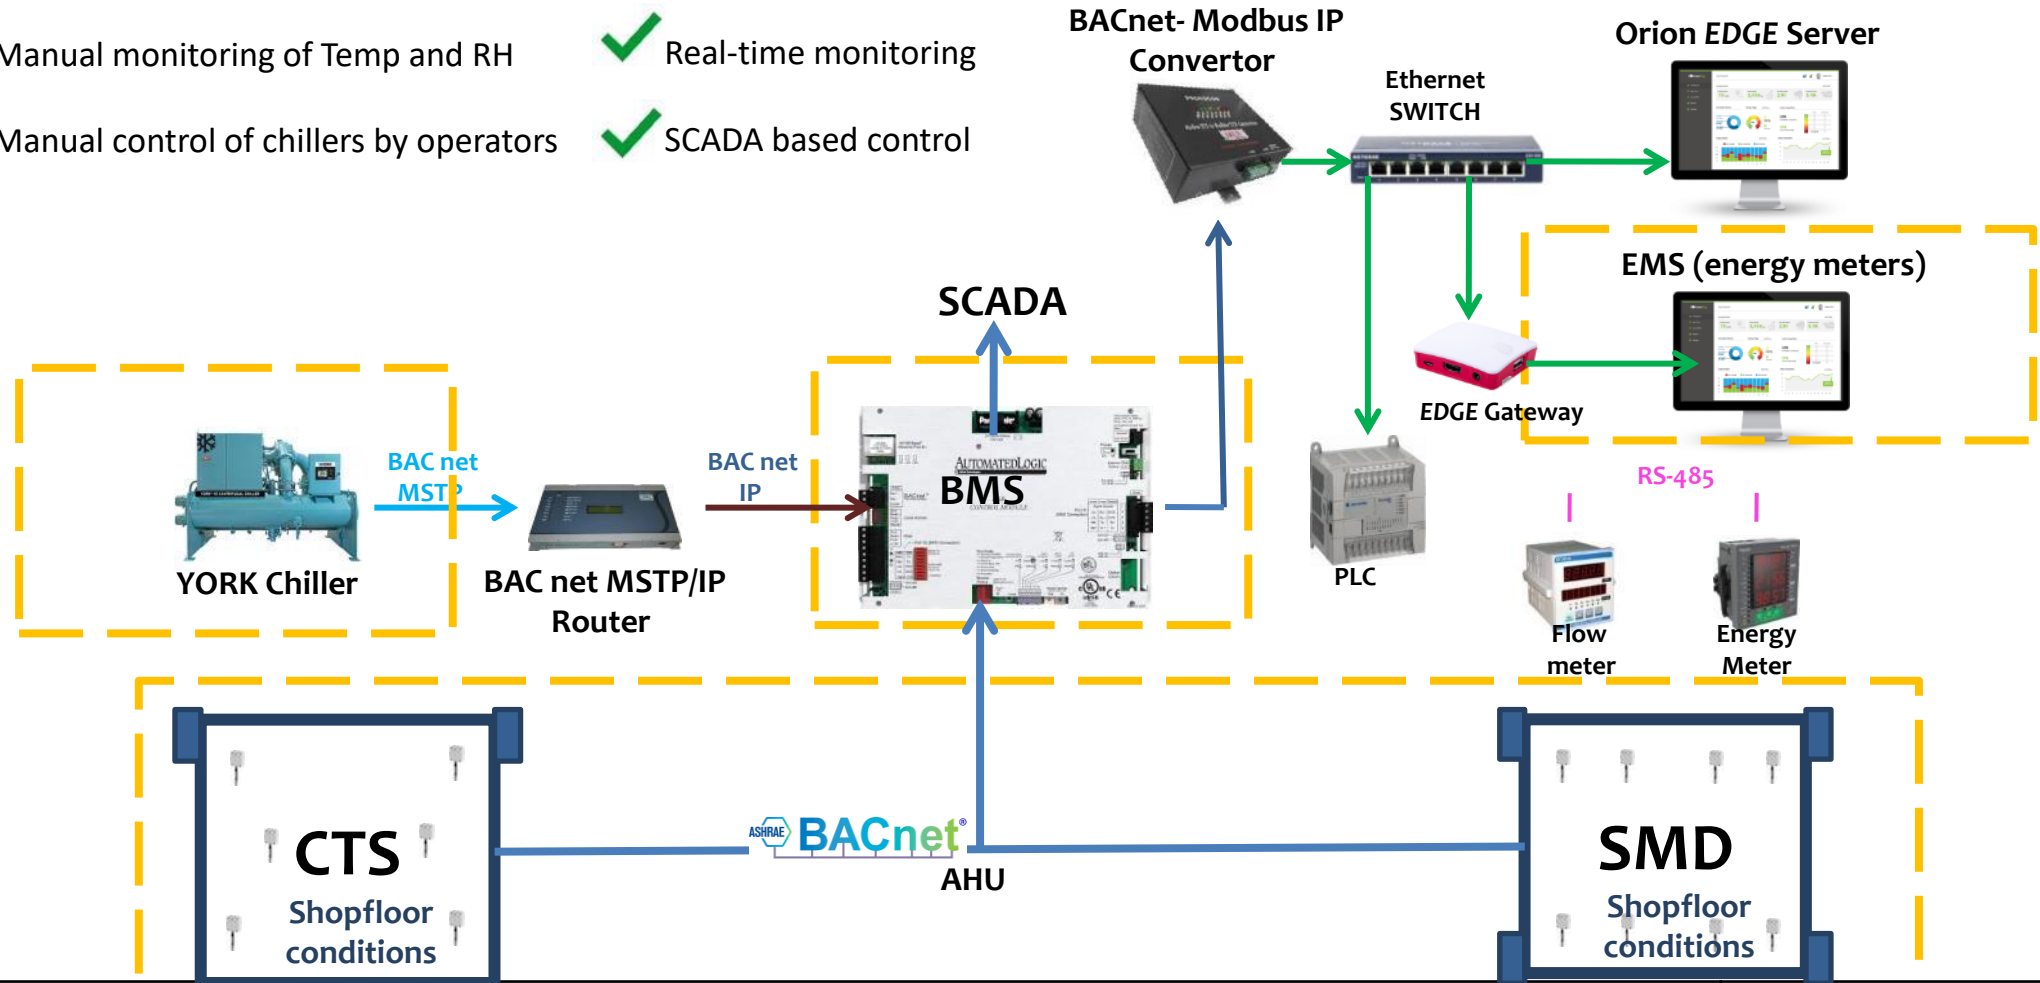 Manual monitoring of Temp and RH
Real-time monitoring
Manual control of chillers by operators
SCADA based control
BACnet- Modbus IP
Convertor
Ethernet
SWITCH
Orion EDGE Server
EMS (energy meters)
SCADA
EDGE Gateway
BAC net
MSTP
BAC net
IP
AUTOMATEDLOGIC
BMS
CONTROL MODULE
YORK Chiller
BAC net MSTP/IP
Router
PLC
RS-485
Flow
meter
Energy
Meter
CTS
Shopfloor
conditions
ASHRAE BACnet®
AHU
SMD
Shopfloor
conditions